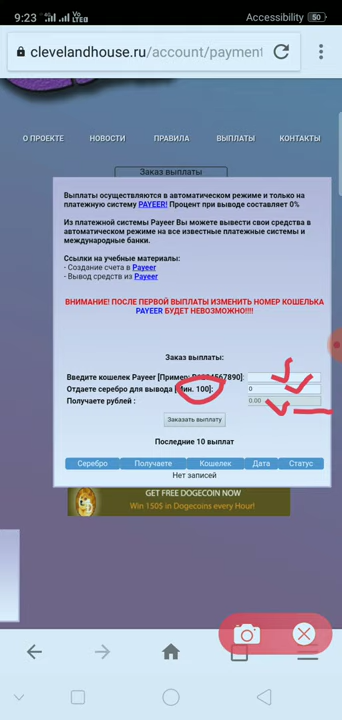 9:23
4G
Vo
LTE
Accessibility
50
clevelandhouse.ru/account/payment
О ПРОЕКТЕ НОВОСТИ ПРАВИЛА ВЫПЛАТЫ КОНТАКТЫ
Заказ выплаты
Выплаты осуществляются в автоматическом режиме и только на
платежную систему PAYEER! Процент при выводе составляет 0%
Из платежной системы Payeer Вы можете вывести свои средства в
автоматическом режиме на все известные платежные системы и
международные банки.
Ссылки на учебные материалы:
- Создание счета в Payeer
- Вывод средств из Payeer
ВНИМАНИЕ! ПОСЛЕ ПЕРВОЙ ВЫПЛАТЫ ИЗМЕНИТЬ НОМЕР КОШЕЛЬКА
PAYEER БУДЕТ НЕВОЗМОЖНО!!!!
Заказ выплаты:
Введите кошелек Payeer [Пример:
Отдаете серебро для вывода [Мин. 100]: 0
Получаете рублей : 0.00
Заказать выплату
Последние 10 выплат
Серебро Получаете Кошелек Дата Статус
Нет записей
GET FREE DOGECOIN NOW
Win 150$ in Dogecoins every Hour!